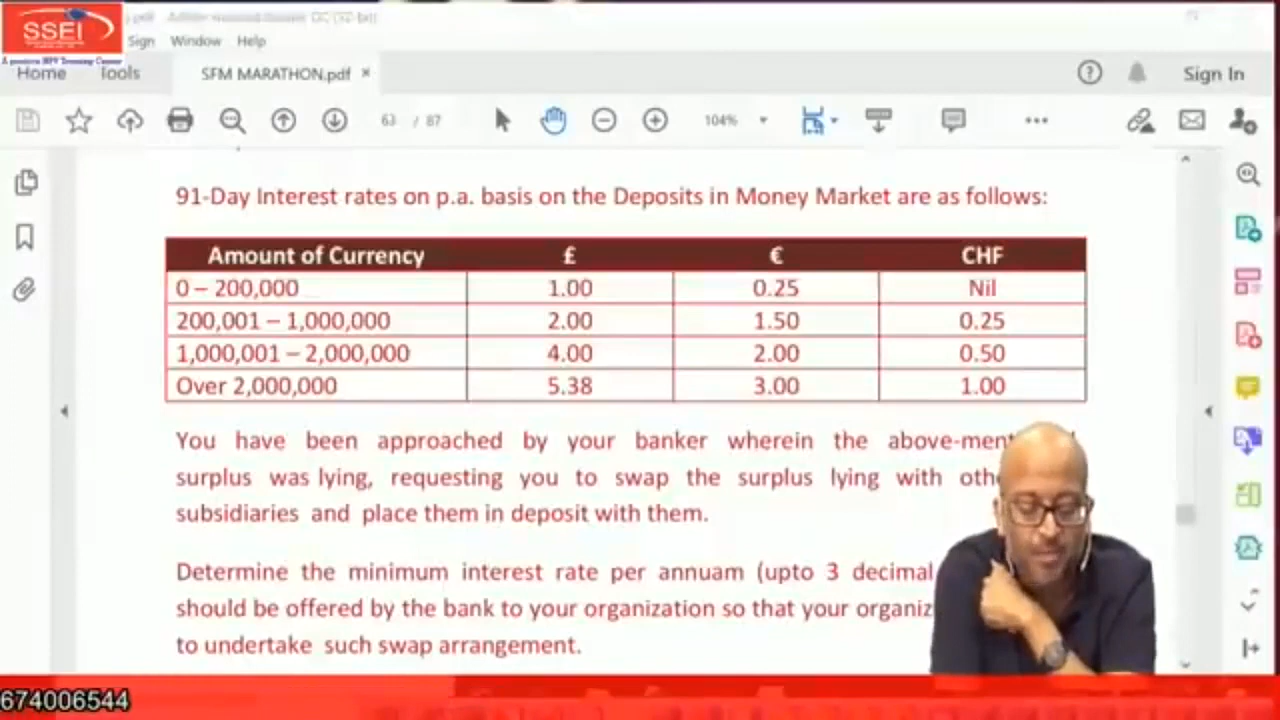 SSEI
Sign Window Help
Home Tools SFM MARATHON.pdf × Sign In
63 / 87 104%
91-Day Interest rates on p.a. basis on the Deposits in Money Market are as follows:
Amount of Currency £ € CHF
0 – 200,000 1.00 0.25 Nil
200,001 – 1,000,000 2.00 1.50 0.25
1,000,001 – 2,000,000 4.00 2.00 0.50
Over 2,000,000 5.38 3.00 1.00
You have been approached by your banker wherein the
surplus was lying, requesting you to swap the surplus lying with
subsidiaries and place them in deposit with them.
Determine the minimum interest rate per annuam (upto 3 decimal
should be offered by the bank to your organization so that your
to undertake such swap arrangement.
674006544